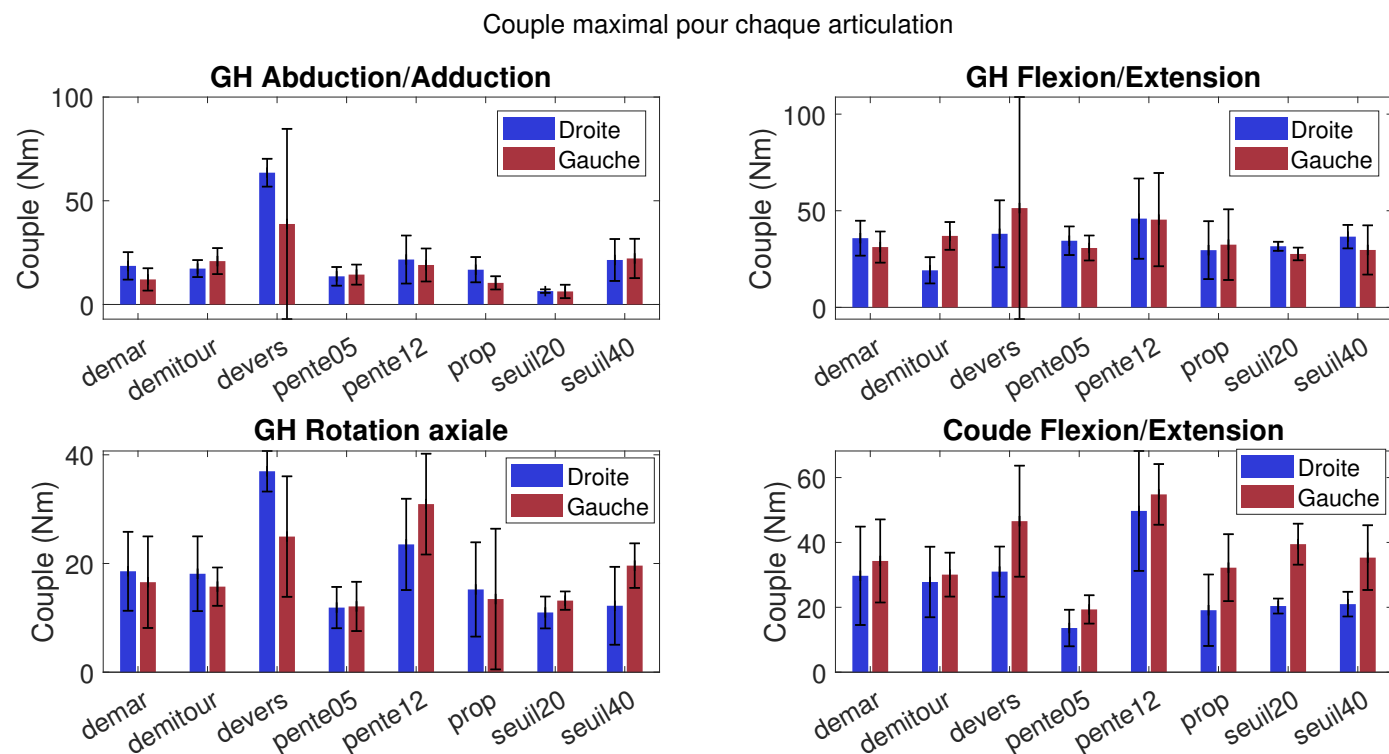 Couple maximal pour chaque articulation
GH Abduction/Adduction
Couple (Nm)
100
50
0
Droite
Gauche
demar demitour devers pente05 pente12 prop seuil20 seuil40
GH Flexion/Extension
Couple (Nm)
100
50
0
Droite
Gauche
demar demitour devers pente05 pente12 prop seuil20 seuil40
GH Rotation axiale
Couple (Nm)
40
20
0
Droite
Gauche
demar demitour devers pente05 pente12 prop seuil20 seuil40
Coude Flexion/Extension
Couple (Nm)
60
40
20
0
Droite
Gauche
demar demitour devers pente05 pente12 prop seuil20 seuil40